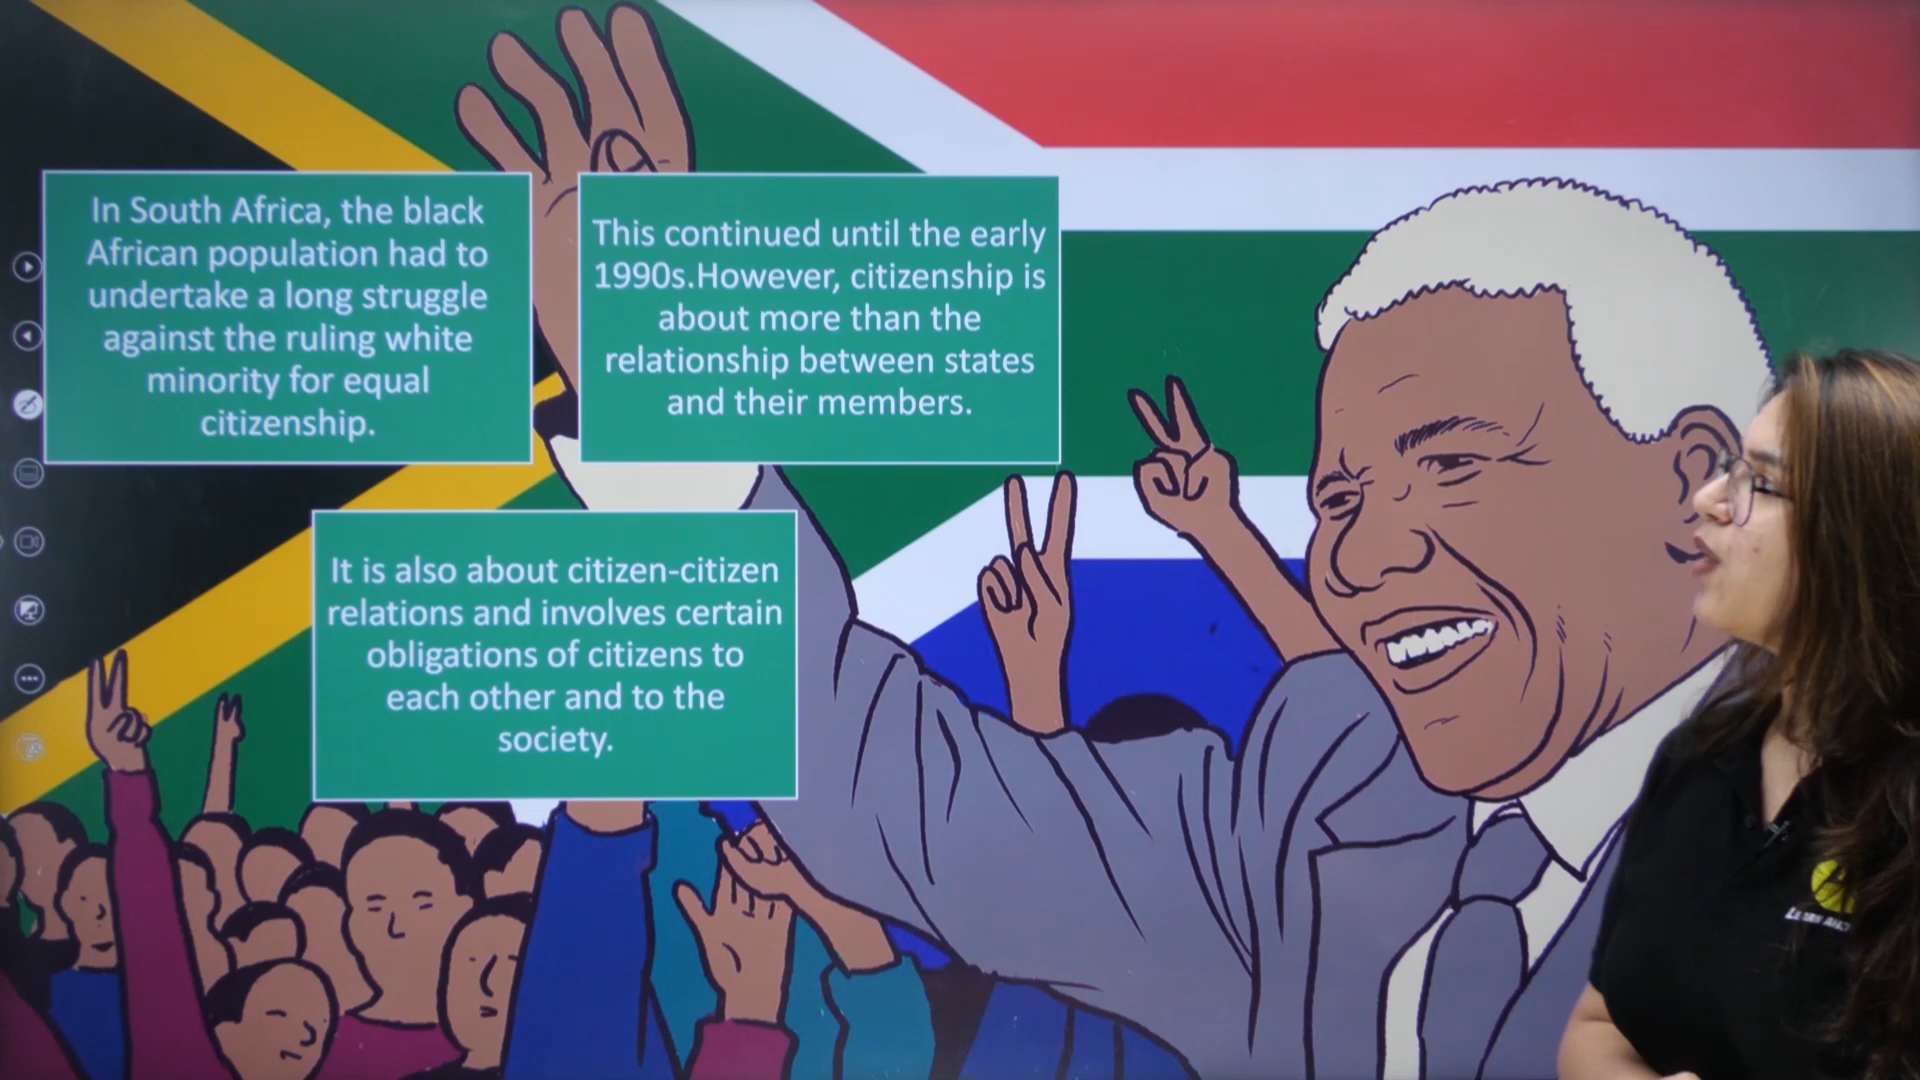 In South Africa, the black
African population had to
undertake a long struggle
against the ruling white
minority for equal
citizenship.
This continued until the early
1990s.However, citizenship is
about more than the
relationship between states
and their members.
It is also about citizen-citizen
relations and involves certain
obligations of citizens to
each other and to the
society.